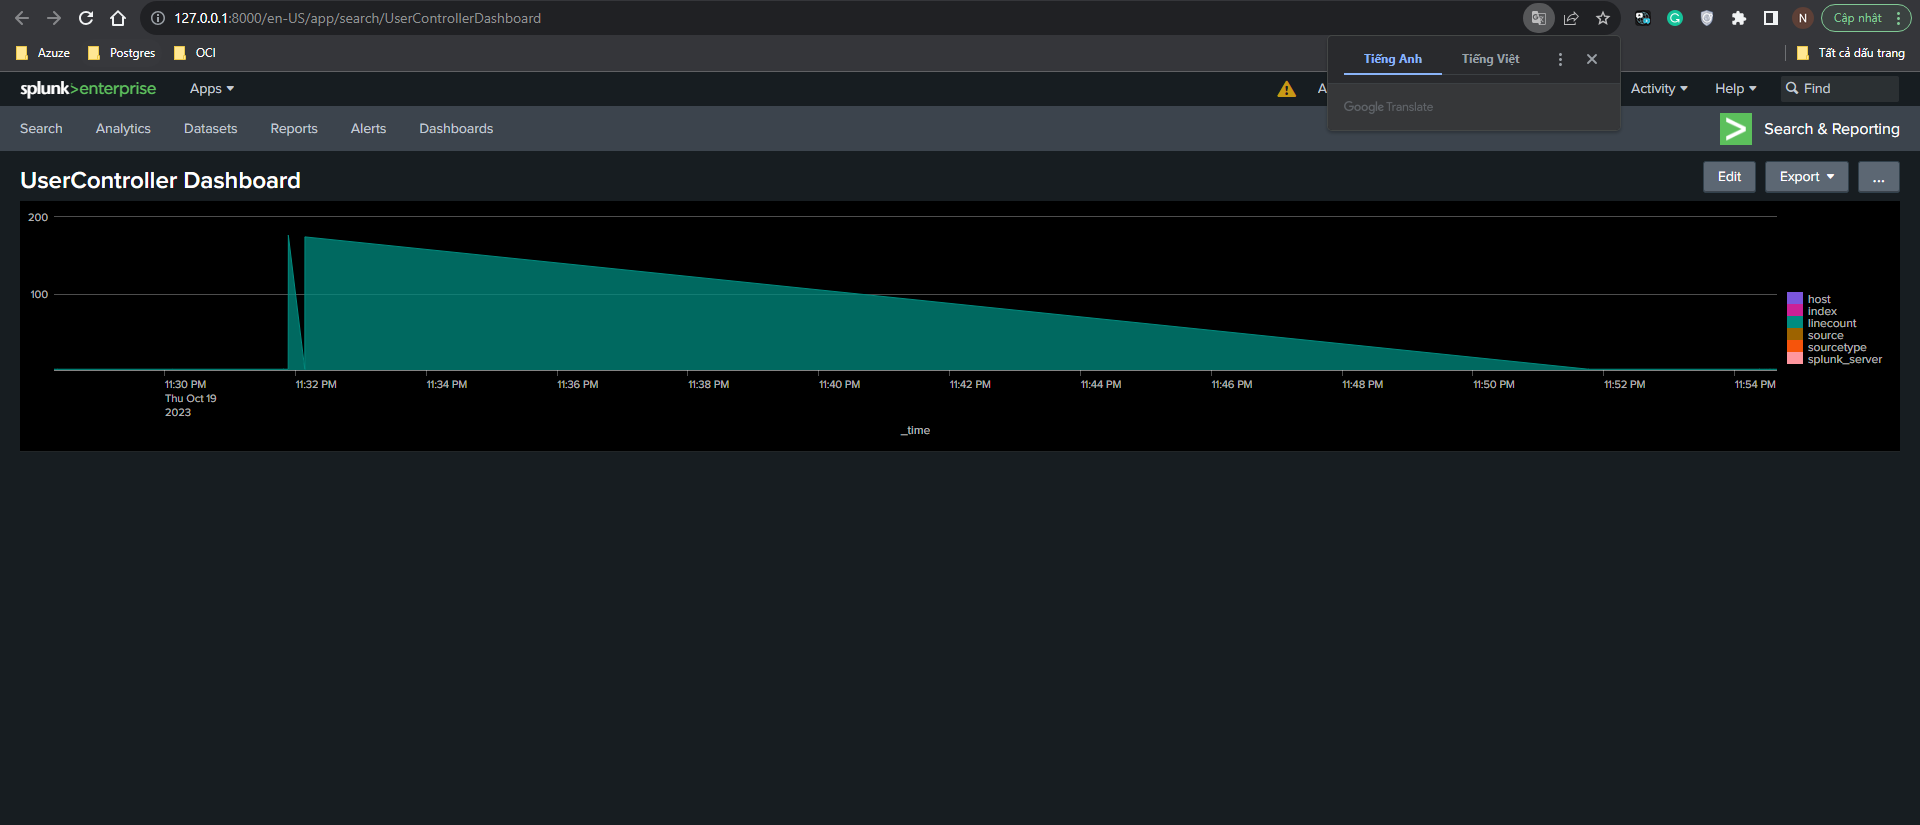 127.0.0.1:8000/en-US/app/search/UserControllerDashboard
N
Cập nhật
Azuze
Postgres
OCI
Tất cả dấu trang
Tiếng Anh
Tiếng Việt
Google Translate
splunk>enterprise
Apps
A
Activity
Help
Find
Search
Analytics
Datasets
Reports
Alerts
Dashboards
Search & Reporting
UserController Dashboard
Edit
Export
...
200
100
host
index
linecount
source
sourcetype
splunk_server
11:30 PM
Thu Oct 19
2023
11:32 PM
11:34 PM
11:36 PM
11:38 PM
11:40 PM
11:42 PM
11:44 PM
11:46 PM
11:48 PM
11:50 PM
11:52 PM
11:54 PM
_time